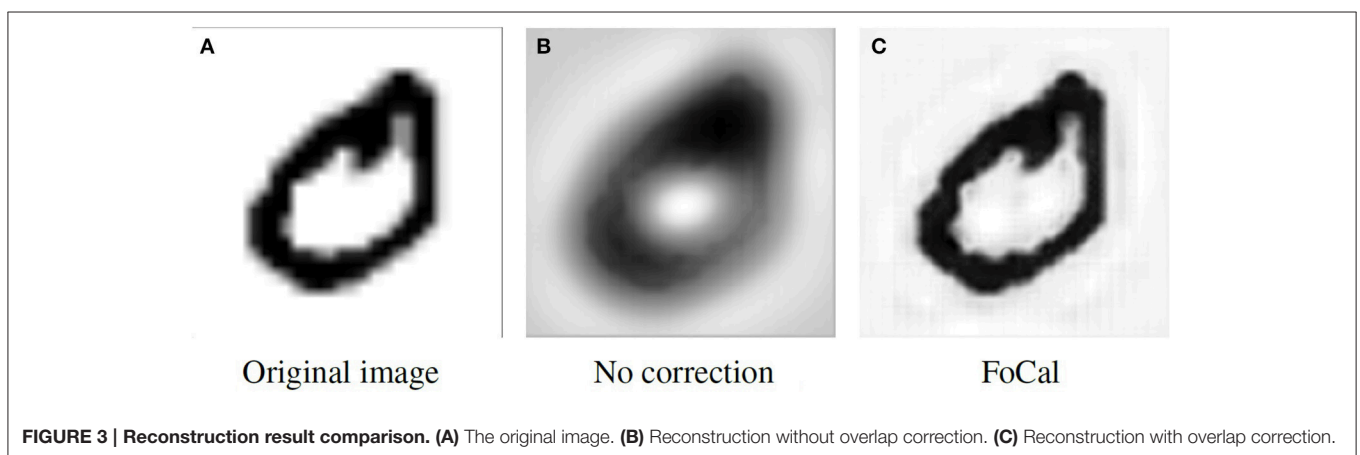 A
B
C
Original image
No correction
FoCal
FIGURE 3 | Reconstruction result comparison. (A) The original image. (B) Reconstruction without overlap correction. (C) Reconstruction with overlap correction.